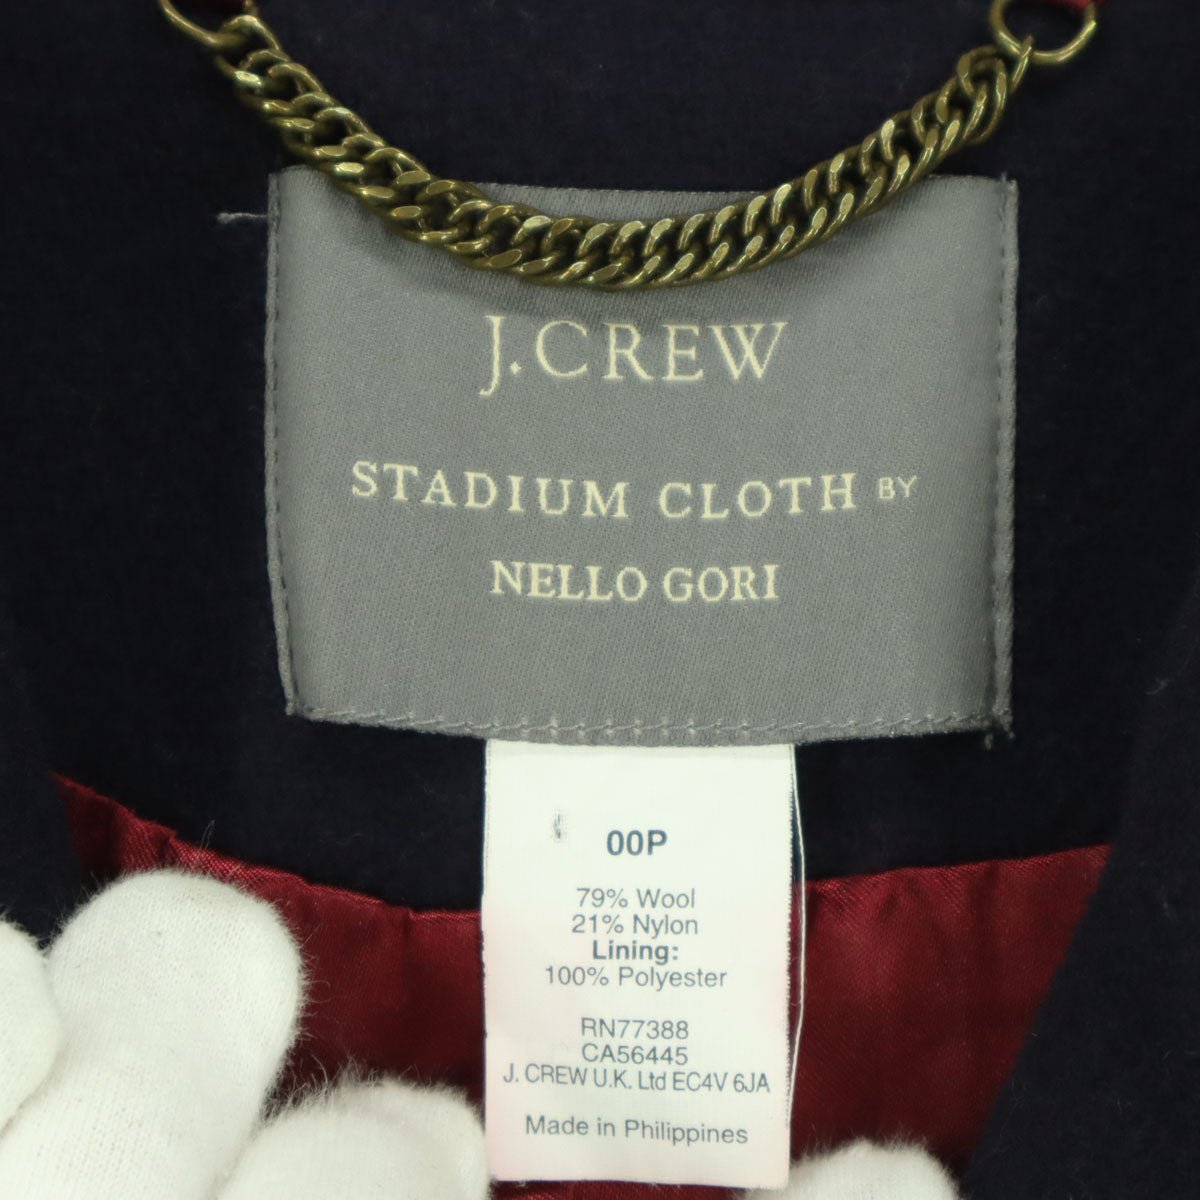 J.CREW
STADIUM CLOTH BY
NELLO GORI
00P
79% Wool
21% Nylon
Lining:
100% Polyester
RN77388
CA56445
J. CREW U.K. Ltd EC4V 6JA
Made in Philippines